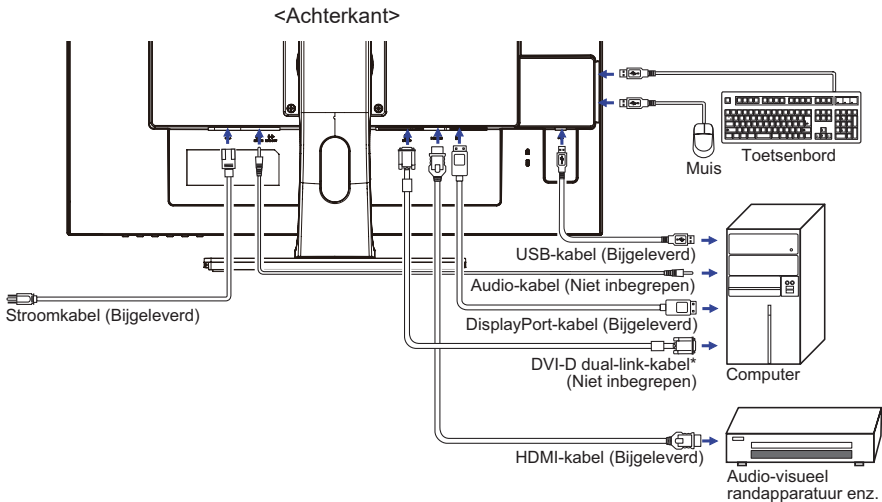 <Achterkant>
Toetsenbord
Muis
USB-kabel (Bijgeleverd)
Audio-kabel (Niet inbegrepen)
Stroomkabel (Bijgeleverd)
DisplayPort-kabel (Bijgeleverd)
DVI-D dual-link-kabel*
(Niet inbegrepen)
Computer
HDMI-kabel (Bijgeleverd)
Audio-visueel
randapparatuur enz.